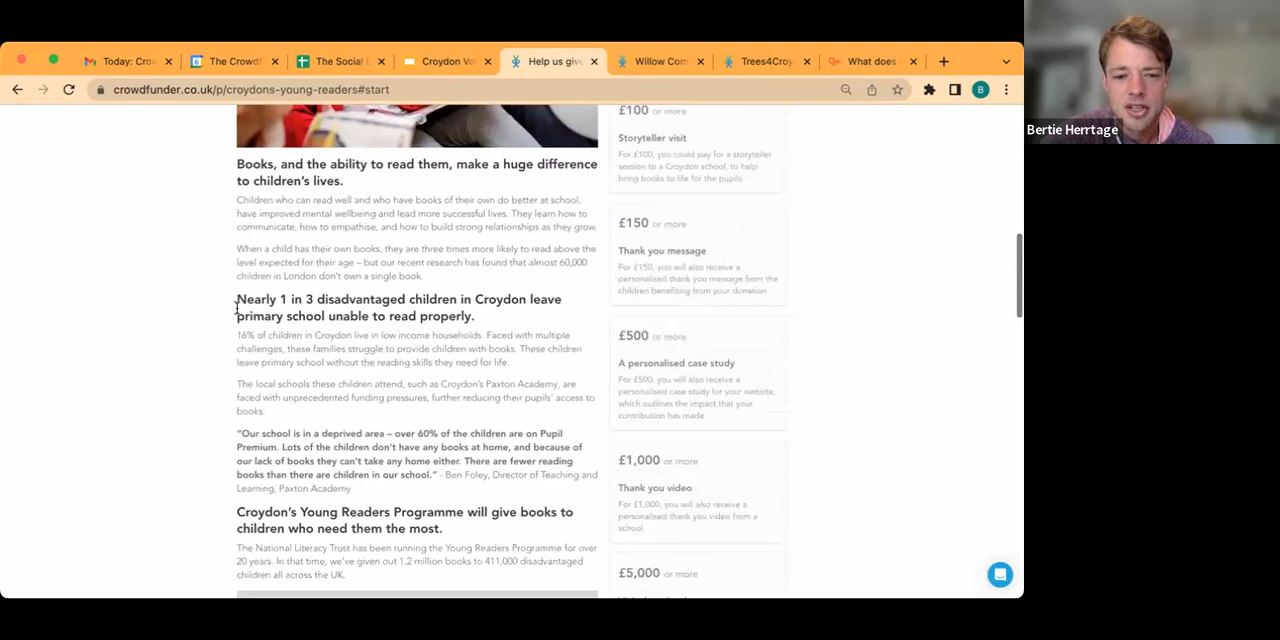 Today: Cro
The Crowdf
The Social
Croydon Vo
Help us give
Willow Com
Trees4Croy
What does
crowdfunder.co.uk/p/croydons-young-readers#start
B
Bertie Herrtage
Books, and the ability to read them, make a huge difference
to children's lives.
Children who can read well and who have books of their own do better at school,
have improved mental wellbeing and lead more successful lives. They learn how to
communicate, how to empathise, and how to build strong relationships as they grow.
When a child has their own books, they are three times more likely to read above the
level expected for their age – but our recent research has found that almost 60,000
children in London don't own a single book.
Nearly 1 in 3 disadvantaged children in Croydon leave
primary school unable to read properly.
16% of children in Croydon live in low income households. Faced with multiple
challenges, these families struggle to provide children with books. These children
leave primary school without the reading skills they need for life.
The local schools these children attend, such as Croydon's Paxton Academy, are
faced with unprecedented funding pressures, further reducing their pupils' access to
books:
"Our school is in a deprived area – over 60% of the children are on Pupil
Premium. Lots of the children don't have any books at home, and because of
our lack of books they can't take any home either. There are fewer reading
books than there are children in our school." - Ben Foley, Director of Teaching and
Learning, Paxton Academy
Croydon's Young Readers Programme will give books to
children who need them the most.
The National Literacy Trust has been running the Young Readers Programme for over
20 years. In that time, we've given out 1.2 million books to 411,000 disadvantaged
children all across the UK.
£100 or more
Storyteller visit
For £100, you could pay for a storyteller
session to a Croydon school, to help
bring books to life for the pupils.
£150 or more
Thank you message
For £150, you will also receive a
personalised thank you message from the
children benefiting from your donation
£500 or more
A personalised case study
For £500, you will also receive a
personalised case study for your website,
which outlines the impact that your
contribution has made
£1,000 or more
Thank you video
For £1,000, you will also receive a
personalised thank you video from a
school
£5,000 or more